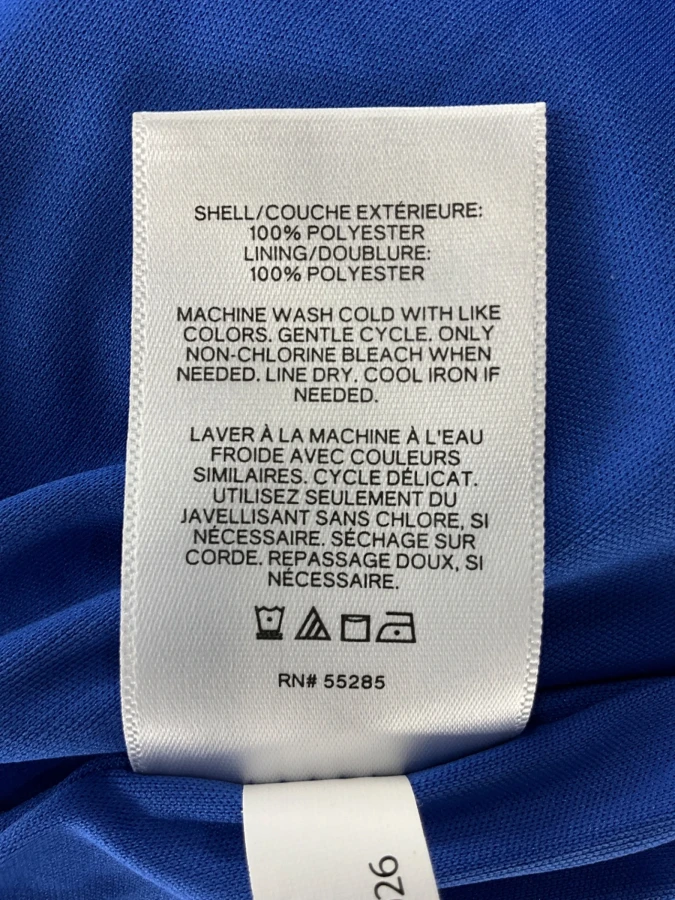 SHELL/COUCHE EXTÉRIEURE:
100% POLYESTER
LINING/DOUBLURE:
100% POLYESTER
MACHINE WASH COLD WITH LIKE
COLORS. GENTLE CYCLE. ONLY
NON-CHLORINE BLEACH WHEN
NEEDED. LINE DRY. COOL IRON IF
NEEDED.
LAVER À LA MACHINE À L'EAU
FROIDE AVEC COULEURS
SIMILAIRES. CYCLE DÉLICAT.
UTILISEZ SEULEMENT DU
JAVELLISANT SANS CHLORE, SI
NÉCESSAIRE. SÉCHAGE SUR
CORDE. REPASSAGE DOUX, SI
NÉCESSAIRE.
RN# 55285